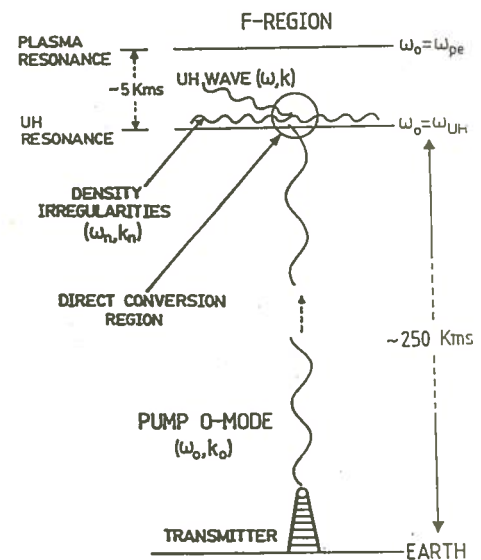 F-REGION
PLASMA
RESONANCE
ω₀=ωpe
~5 Kms
UH WAVE (ω,k)
UH
RESONANCE
ω₀=ωUH
DENSITY
IRREGULARITIES
(ωn,kn)
DIRECT CONVERSION
REGION
~250 Kms
PUMP O-MODE
(ω₀,k₀)
TRANSMITTER
EARTH